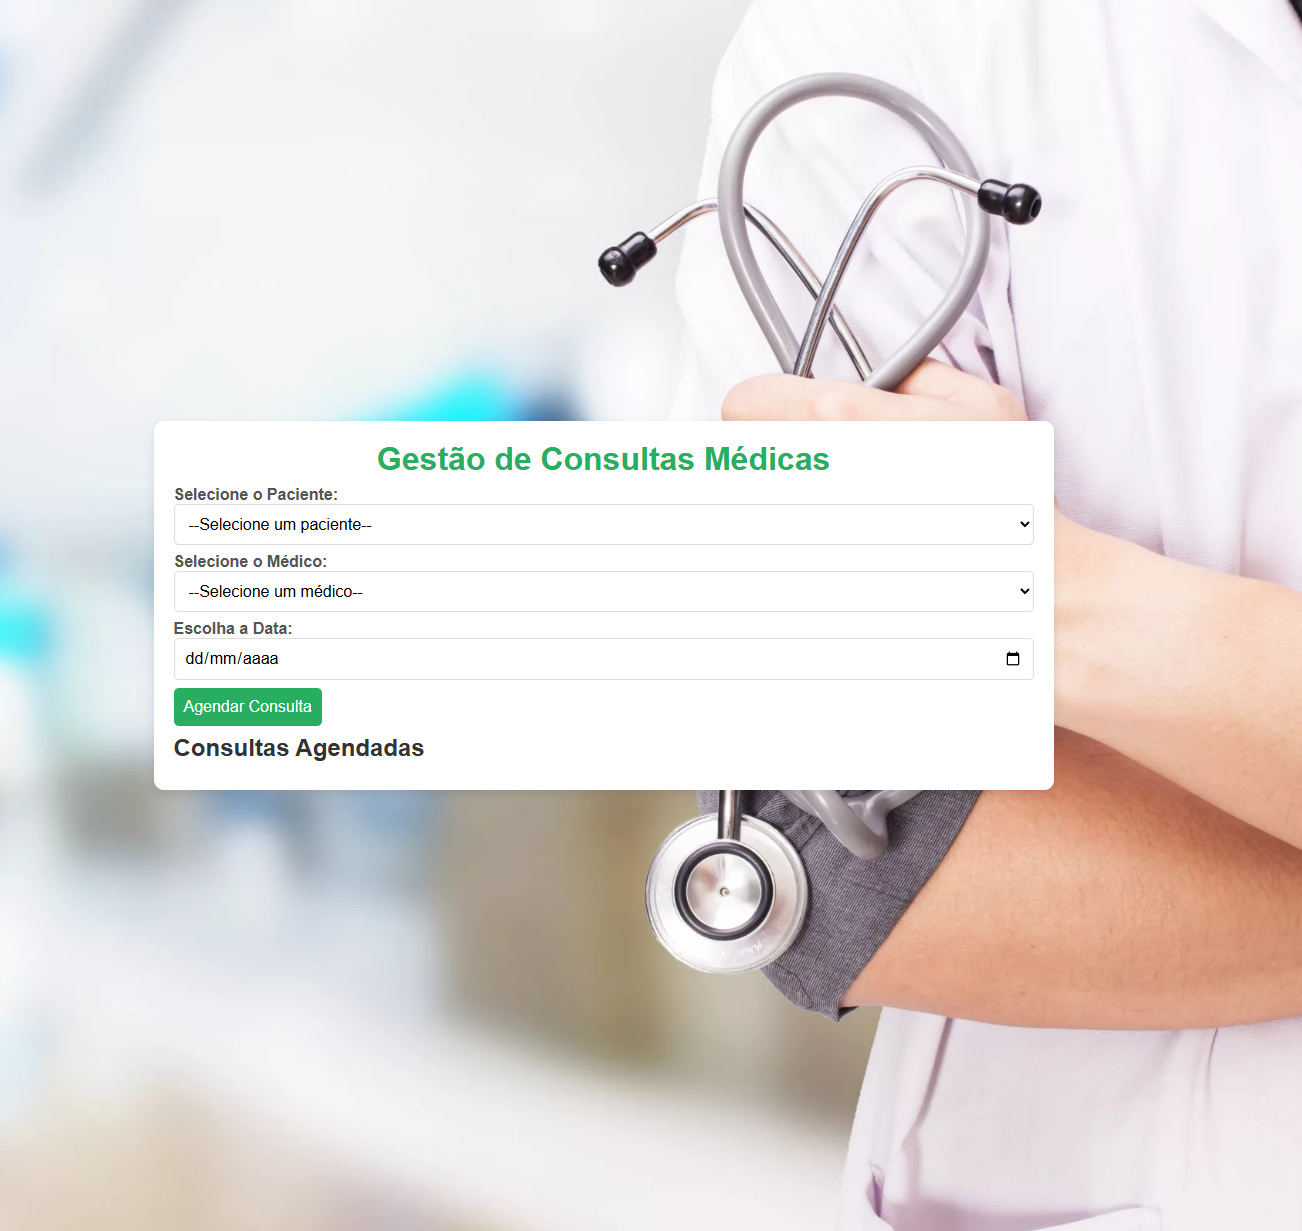 Gestão de Consultas Médicas
Selecione o Paciente:
--Selecione um paciente--
Selecione o Médico:
--Selecione um médico--
Escolha a Data:
dd/mm/aaaa
Agendar Consulta
Consultas Agendadas